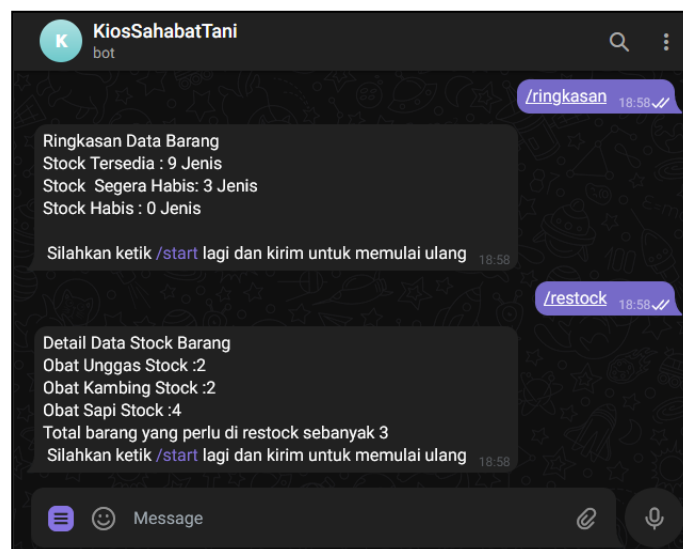 K
KiosSahabatTani
bot
/ringkasan 18:58
Ringkasan Data Barang
Stock Tersedia : 9 Jenis
Stock  Segera Habis: 3 Jenis
Stock Habis : 0 Jenis
Silahkan ketik /start lagi dan kirim untuk memulai ulang 18:58
/restock 18:58
Detail Data Stock Barang
Obat Unggas Stock :2
Obat Kambing Stock :2
Obat Sapi Stock :4
Total barang yang perlu di restock sebanyak 3
Silahkan ketik /start lagi dan kirim untuk memulai ulang 18:58
Message